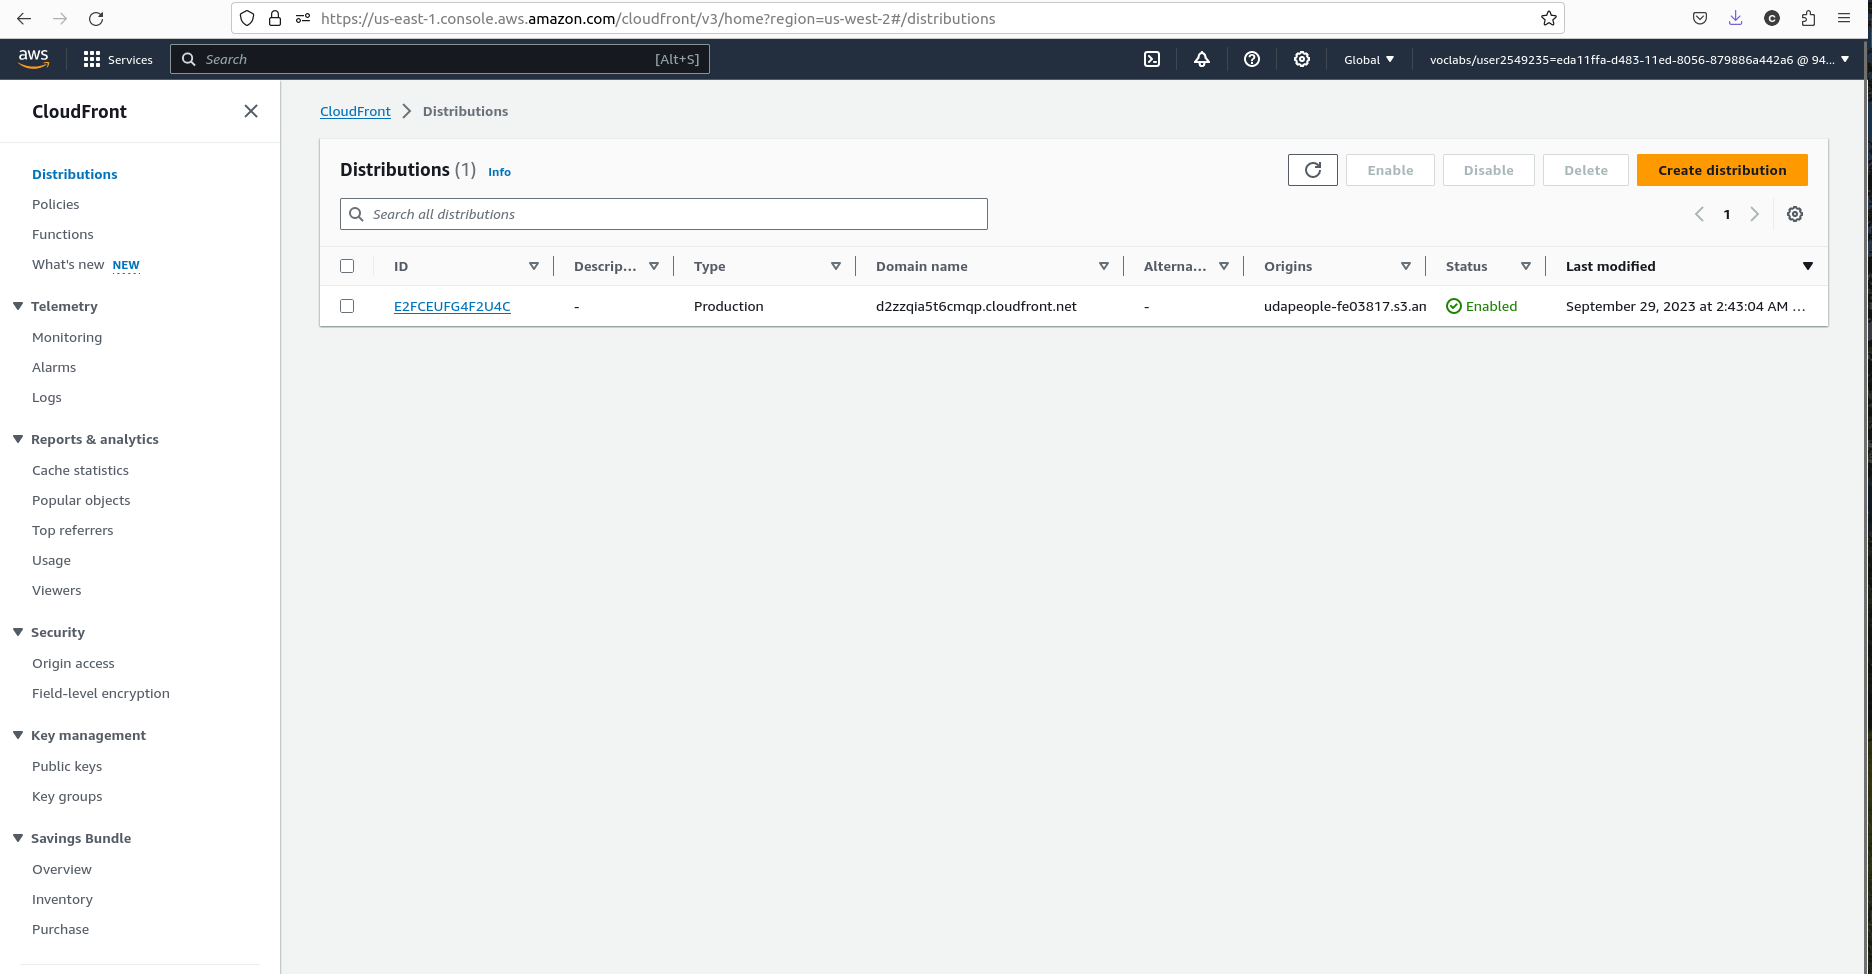 https://us-east-1.console.aws.amazon.com/cloudfront/v3/home?region=us-west-2#/distributions
aws
Services
Search [Alt+S]
Global
voclabs/user2549235=eda11ffa-d483-11ed-8056-879886a442a6 @ 94...
CloudFront
Distributions
Policies
Functions
What's new NEW
Telemetry
Monitoring
Alarms
Logs
Reports & analytics
Cache statistics
Popular objects
Top referrers
Usage
Viewers
Security
Origin access
Field-level encryption
Key management
Public keys
Key groups
Savings Bundle
Overview
Inventory
Purchase
CloudFront > Distributions
Distributions (1) Info
Enable Disable Delete Create distribution
Search all distributions
1
ID Descrip... Type Domain name Alterna... Origins Status Last modified
E2FCEUFG4F2U4C - Production d2zzqia5t6cmqp.cloudfront.net - udapeople-fe03817.s3.an Enabled September 29, 2023 at 2:43:04 AM ...